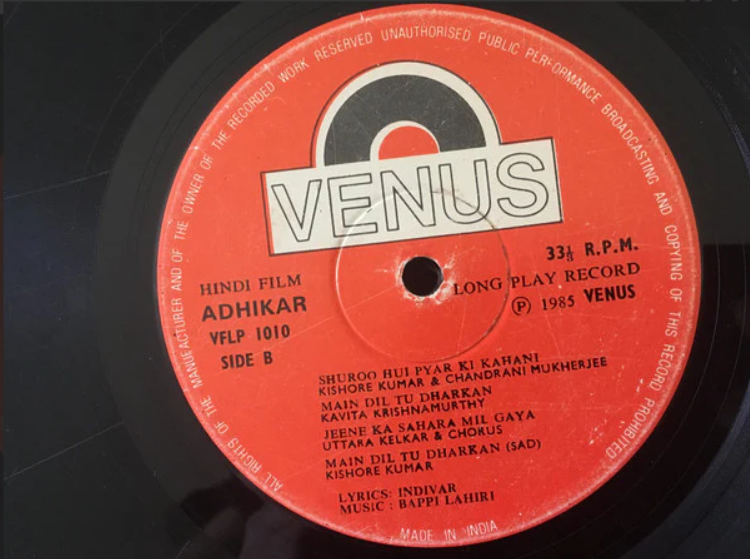 ALL RIGHTS OF THE MANUFACTURER AND OF THE OWNER OF THE RECORDED WORK RESERVED UNAUTHORISED PUBLIC PERFORMANCE BROADCASTING AND COPYING OF THIS RECORD PROHIBITED
VENUS
33⅓ R.P.M.
LONG PLAY RECORD
Ⓟ 1985 VENUS
HINDI FILM
ADHIKAR
VFLP 1010
SIDE B
SHUROO HUI PYAR KI KAHANI
KISHORE KUMAR & CHANDRANI MUKHERJEE
MAIN DIL TU DHARKAN
KAVITA KRISHNAMURTHY
JEENE KA SAHARA MIL GAYA
UTTARA KELKAR & CHORUS
MAIN DIL TU DHARKAN (SAD)
KISHORE KUMAR
LYRICS: INDIVAR
MUSIC : BAPPI LAHIRI
MADE IN INDIA